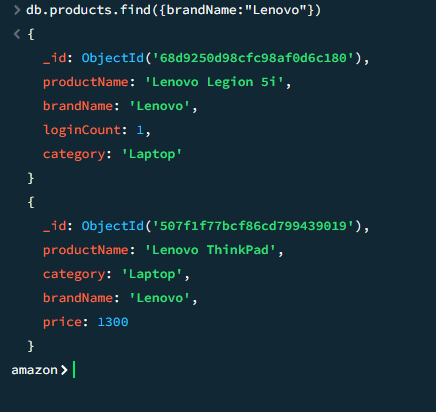 > db.products.find({brandName:"Lenovo"})
< {
_id: ObjectId('68d9250d98cfc98af0d6c180'),
productName: 'Lenovo Legion 5i',
brandName: 'Lenovo',
loginCount: 1,
category: 'Laptop'
}
{
_id: ObjectId('507f1f77bcf86cd799439019'),
productName: 'Lenovo ThinkPad',
category: 'Laptop',
brandName: 'Lenovo',
price: 1300
}
amazon>